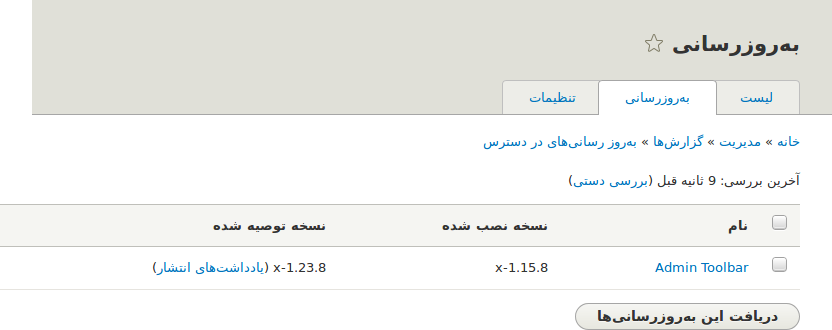 به‌روزرسانی
لیست به‌روزرسانی تنظیمات
خانه » مدیریت » گزارش‌ها » به‌روز رسانی‌های در دسترس
آخرین بررسی: 9 ثانیه قبل (بررسی دستی)
نام نسخه نصب شده نسخه توصیه شده
Admin Toolbar x-1.15.8 x-1.23.8 (یادداشت‌های انتشار)
دریافت این به‌روزرسانی‌ها